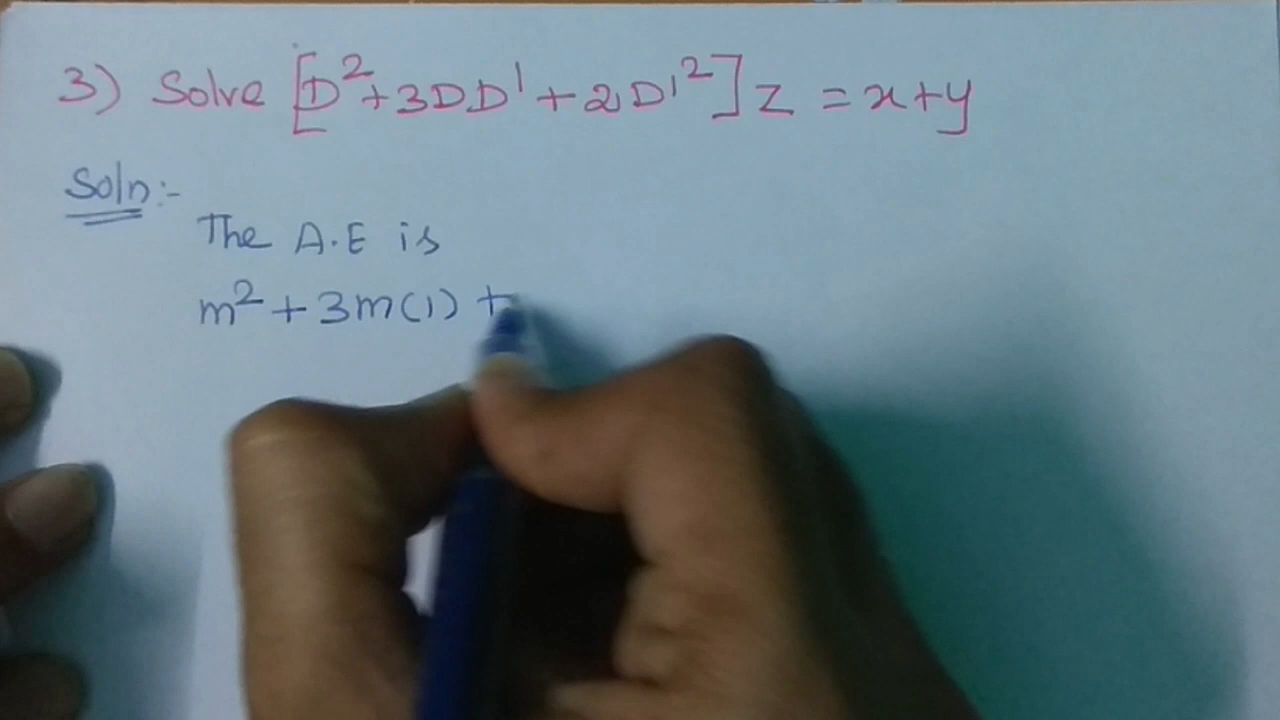 3) Solve [D²+3DD'+2D'²]z = x+y
Soln:-
The A.E is
m²+3m(1)+